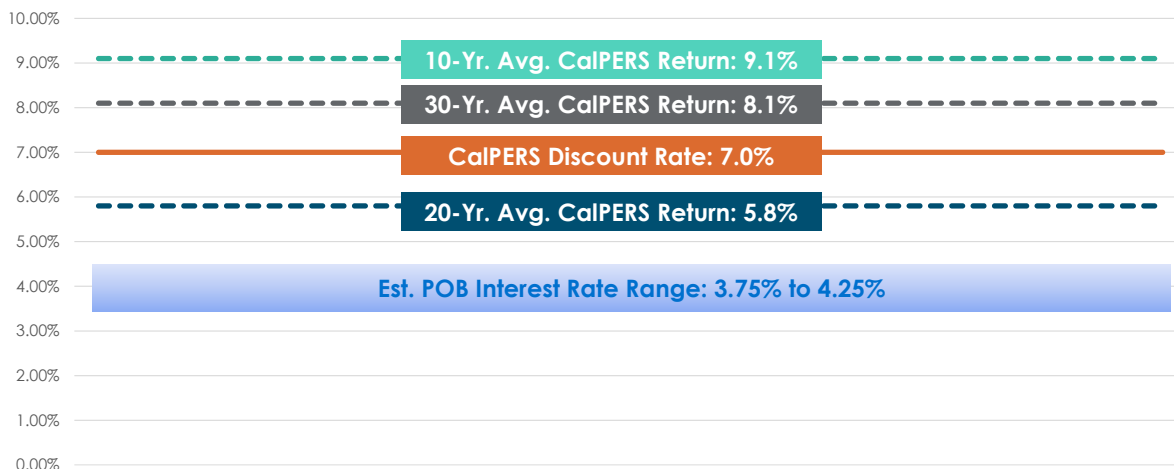 10.00%
9.00%
10-Yr. Avg. CalPERS Return: 9.1%
8.00%
30-Yr. Avg. CalPERS Return: 8.1%
7.00%
CalPERS Discount Rate: 7.0%
6.00%
20-Yr. Avg. CalPERS Return: 5.8%
5.00%
4.00%
Est. POB Interest Rate Range: 3.75% to 4.25%
3.00%
2.00%
1.00%
0.00%